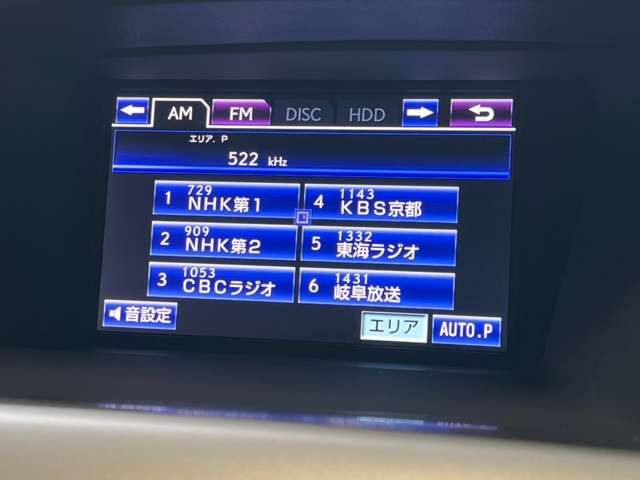 AM FM DISC HDD
エリア. P
522 kHz
1 729 NHK第1
4 1143 KBS京都
2 909 NHK第2
5 1332 東海ラジオ
3 1053 CBCラジオ
6 1431 岐阜放送
音設定
エリア
AUTO.P